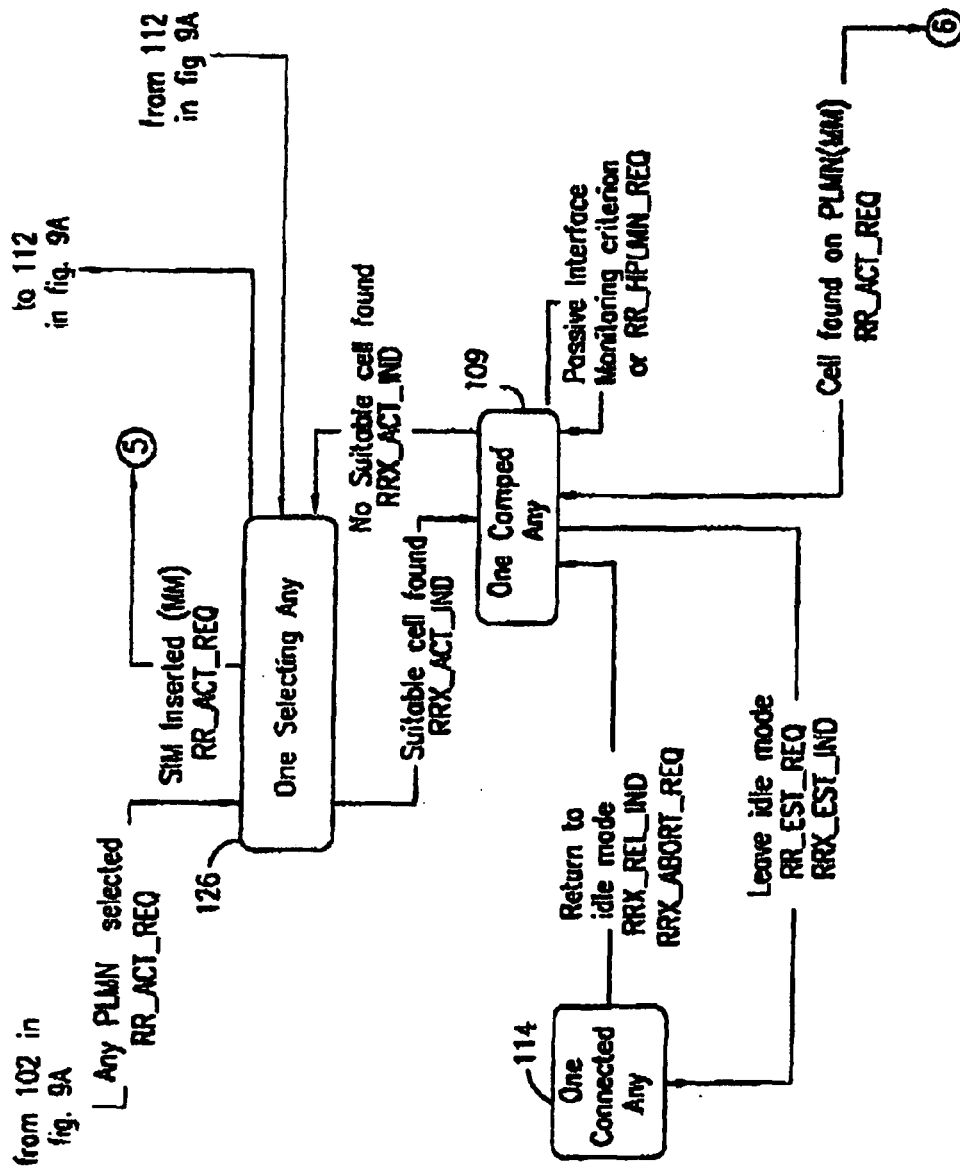 from 102 in
fig. 9A
Any PLMN selected
RR_ACT_REQ
SIM Inserted (MM)
RR_ACT_REQ
5
to 112
in fig. 9A
from 112
in fig 9A
126
One Selecting Any
Suitable cell found
RRX_ACT_IND
No Suitable cell found
RRX_ACT_IND
109
One Camped
Any
Passive Interface
Monitoring criterion
or RR_HPLMN_REQ
114
One
Connected
Any
Return to
idle mode
RRX_REL_IND
RRX_ABORT_REQ
Leave idle mode
RR_EST_REQ
RRX_EST_IND
Cell found on PLMN(MM)
RR_ACT_REQ
6